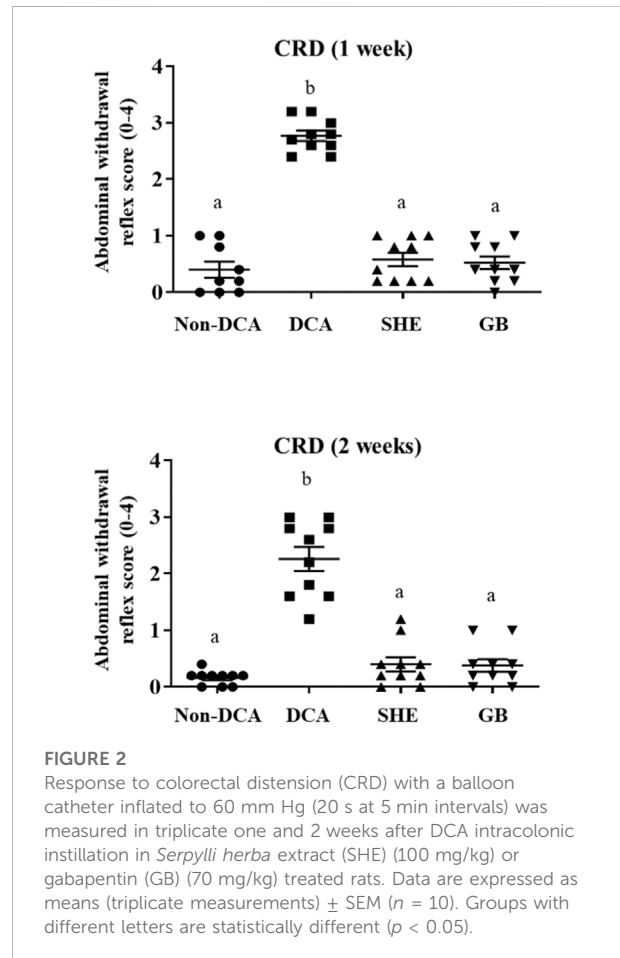 CRD (1 week)
Abdominal withdrawal
reflex score (0-4)
4
3
2
1
0
a
b
a
a
Non-DCA DCA SHE GB
CRD (2 weeks)
Abdominal withdrawal
reflex score (0-4)
4
3
2
1
0
a
b
a
a
Non-DCA DCA SHE GB
FIGURE 2
Response to colorectal distension (CRD) with a balloon
catheter inflated to 60 mm Hg (20 s at 5 min intervals) was
measured in triplicate one and 2 weeks after DCA intracolonic
instillation in Serpylli herba extract (SHE) (100 mg/kg) or
gabapentin (GB) (70 mg/kg) treated rats. Data are expressed as
means (triplicate measurements) ± SEM (n = 10). Groups with
different letters are statistically different (p < 0.05).